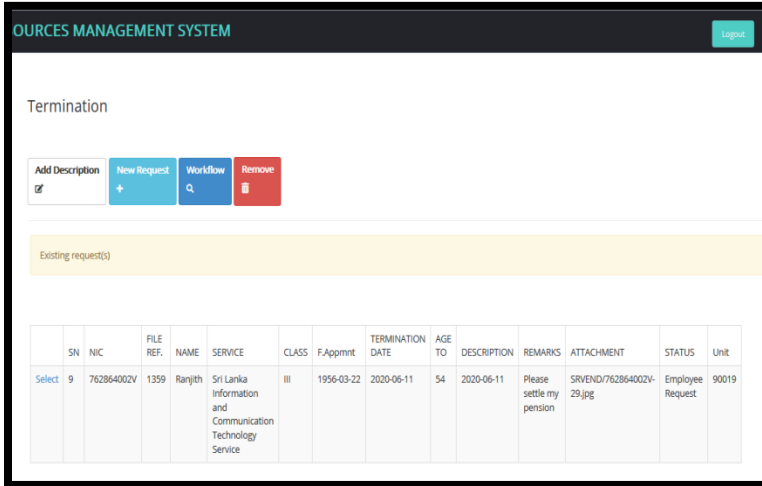 OURCES MANAGEMENT SYSTEM
Logout
Termination
Add Description
New Request
Workflow
Remove
Existing request(s)
SN NIC FILE REF. NAME SERVICE CLASS F.Appmnt TERMINATION DATE AGE TO DESCRIPTION REMARKS ATTACHMENT STATUS Unit
Select 9 762864002V 1359 Ranjith Sri Lanka Information and Communication Technology Service III 1956-03-22 2020-06-11 54 2020-06-11 Please settle my pension SRVEND/762864002V-29.jpg Employee Request 90019